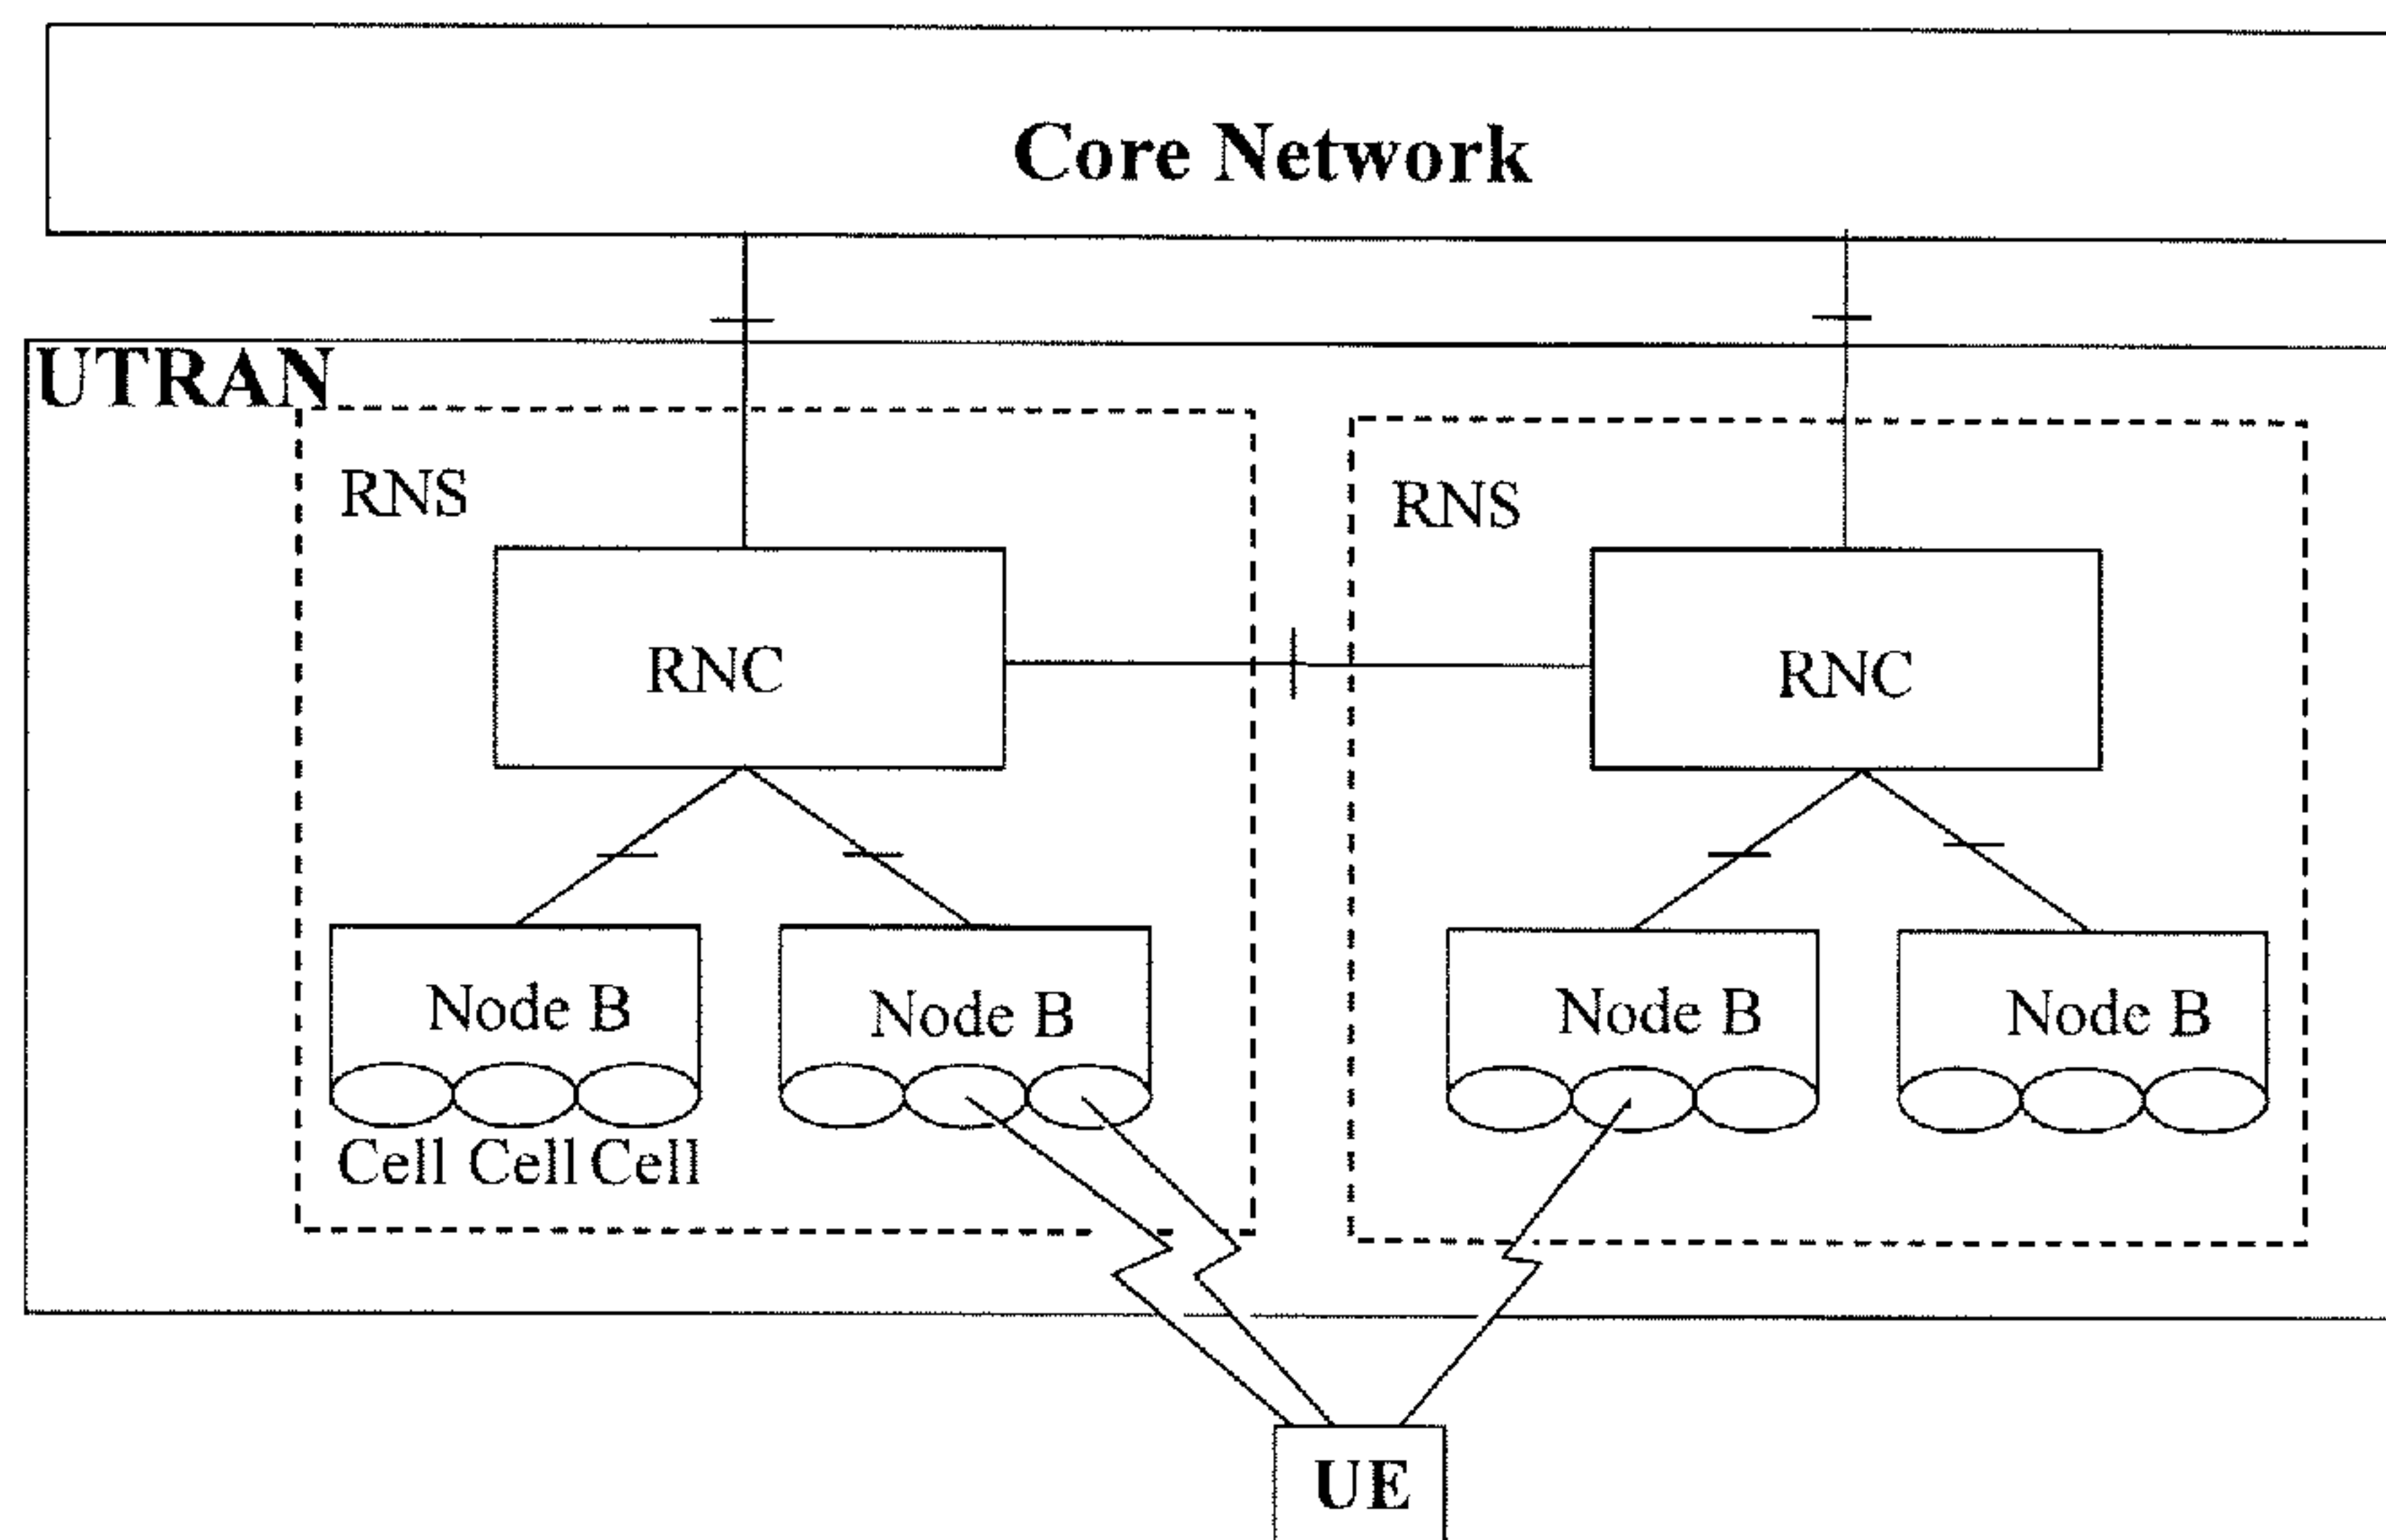 Core Network
UTRAN
RNS
RNS
RNC
RNC
Node B
Node B
Node B
Node B
Cell Cell Cell
UE